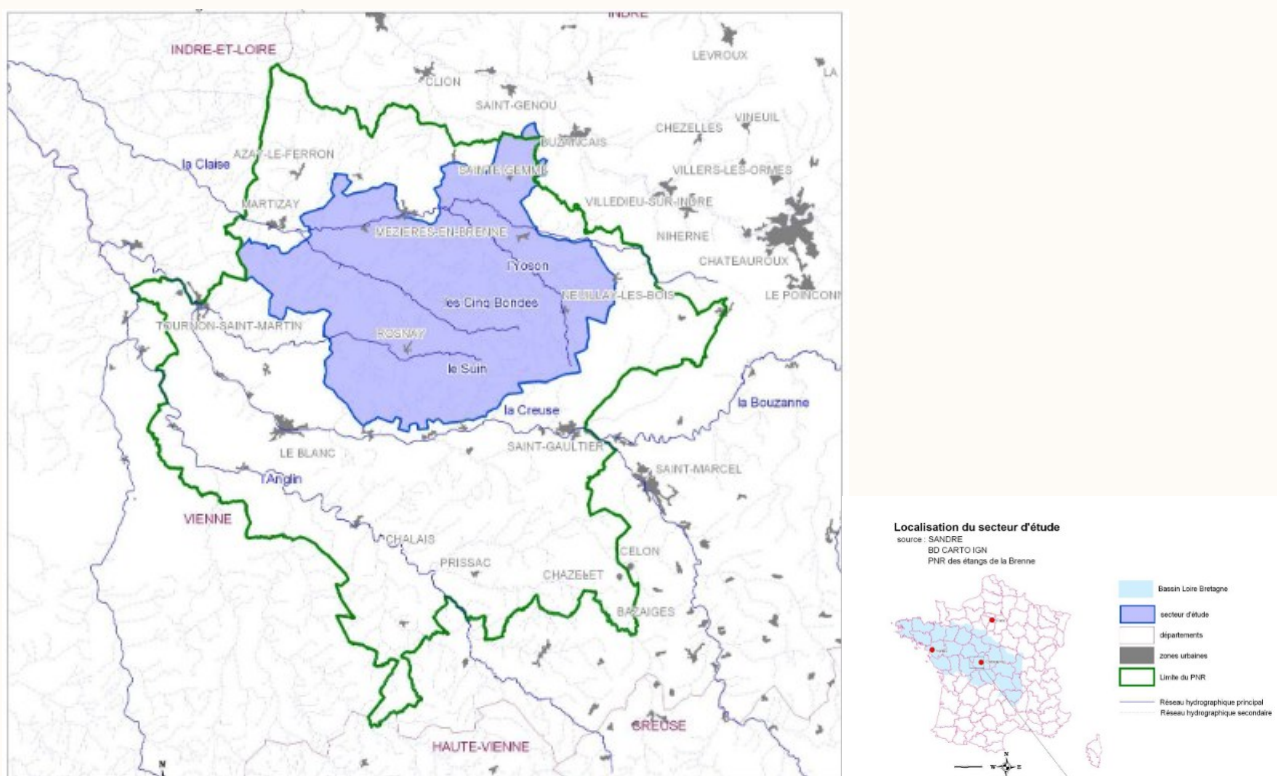 INDRE
INDRE-ET-LOIRE
LEVROUX
LA
CLION
SAINT-GENOU
VINEUIL
CHEZELLES
BUZANCAIS
AZAY-LE-FERRON
la Claise
SAINTE-GEMME
VILLERS-LES-ORMES
MARTIZAY
VILLEDIEU-SUR-INDRE
MEZIERES-EN-BRENNE
NIHERNE
CHATEAUROUX
l'Yoson
NEUILLAY-LES-BOIS
LE POINCONN
les Cinq Bondes
TOURNON-SAINT-MARTIN
ROSNAY
le Suin
la Creuse
la Bouzanne
SAINT-GAULTIER
LE BLANC
SAINT-MARCEL
l'Anglin
VIENNE
CHALAIS
CELON
PRISSAC
CHAZELET
BAZAIGES
CREUSE
HAUTE-VIENNE
N
Localisation du secteur d'étude
source : SANDRE
BD CARTO IGN
PNR des étangs de la Brenne
Bassin Loire Bretagne
secteur d'étude
départements
zones urbaines
Limite du PNR
Réseau hydrographique principal
Réseau hydrographique secondaire
N
W E